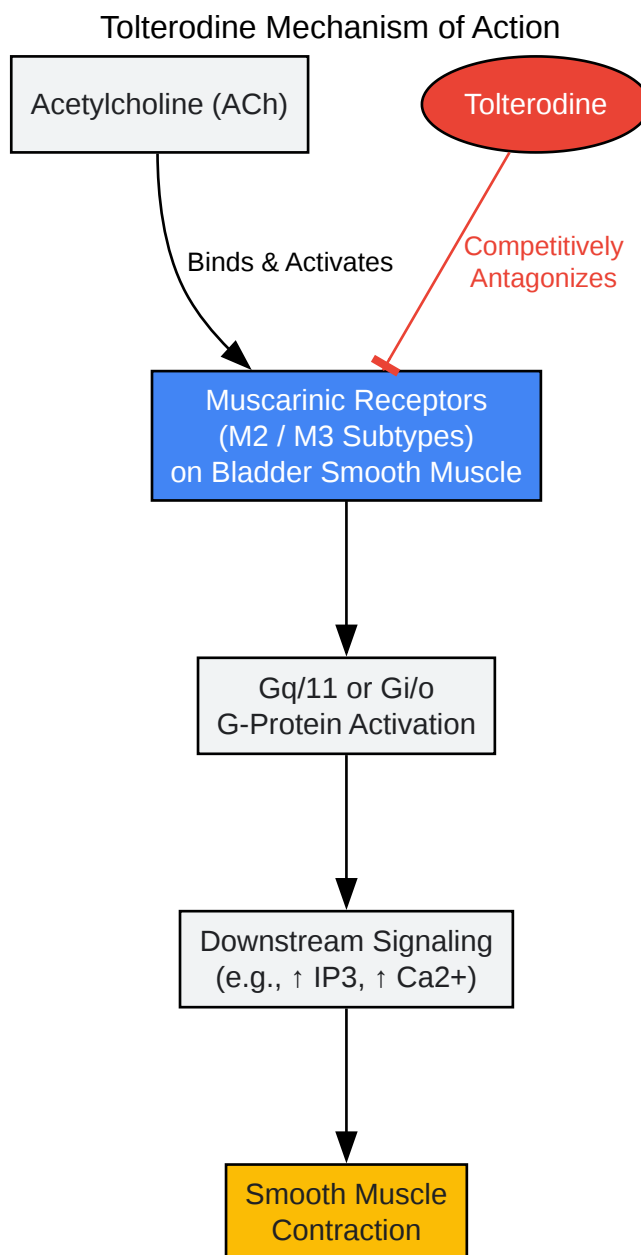 Tolterodine Mechanism of Action
Acetylcholine (ACh)
Tolterodine
Binds & Activates
Competitively
Antagonizes
Muscarinic Receptors
(M2 / M3 Subtypes)
on Bladder Smooth Muscle
Gq/11 or Gi/o
G-Protein Activation
Downstream Signaling
(e.g., ↑ IP3, ↑ Ca2+)
Smooth Muscle
Contraction